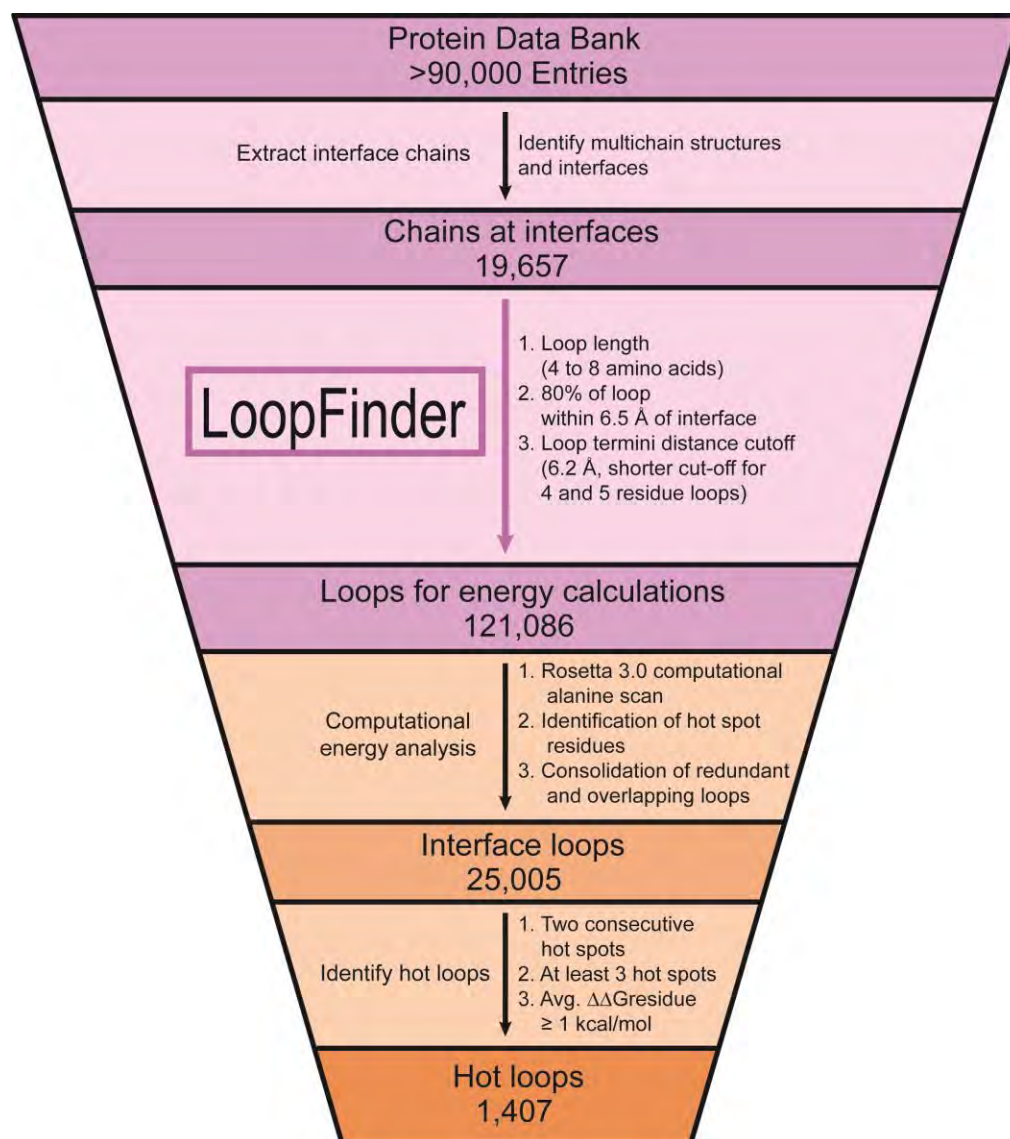 Protein Data Bank
>90,000 Entries
Extract interface chains
Identify multichain structures
and interfaces
Chains at interfaces
19,657
LoopFinder
1. Loop length
(4 to 8 amino acids)
2. 80% of loop
within 6.5 Å of interface
3. Loop termini distance cutoff
(6.2 Å, shorter cut-off for
4 and 5 residue loops)
Loops for energy calculations
121,086
Computational
energy analysis
1. Rosetta 3.0 computational
alanine scan
2. Identification of hot spot
residues
3. Consolidation of redundant
and overlapping loops
Interface loops
25,005
Identify hot loops
1. Two consecutive
hot spots
2. At least 3 hot spots
3. Avg. ΔΔGresidue
≥ 1 kcal/mol
Hot loops
1,407